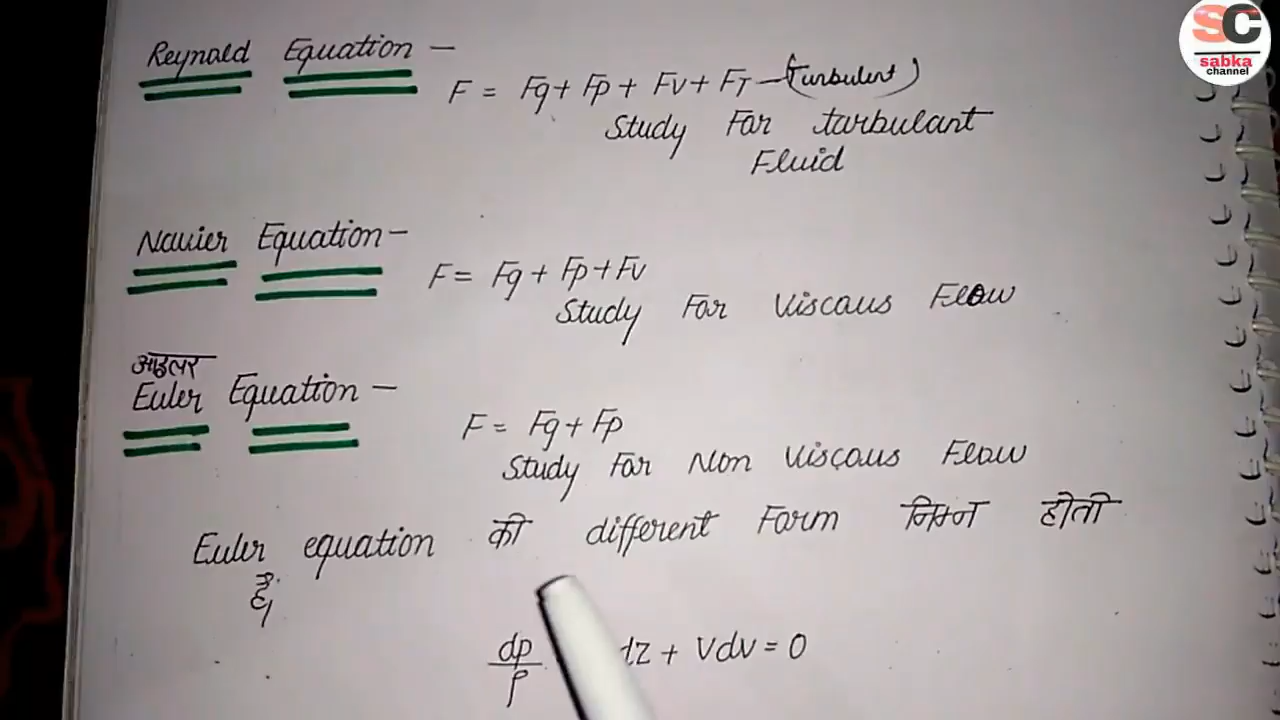 SC
sabka
channel
Reynold Equation -
F = Fg + Fp + Fv + FT - (Turbulent)
Study For turbulant
Fluid
Navier Equation -
F = Fg + Fp + Fv
Study For Viscous Flow
आइलर
Euler Equation -
F = Fg + Fp
Study For Non Viscous Flow
Euler equation की different Form निम्न होती
है।
dp/ρ dz + vdv = 0